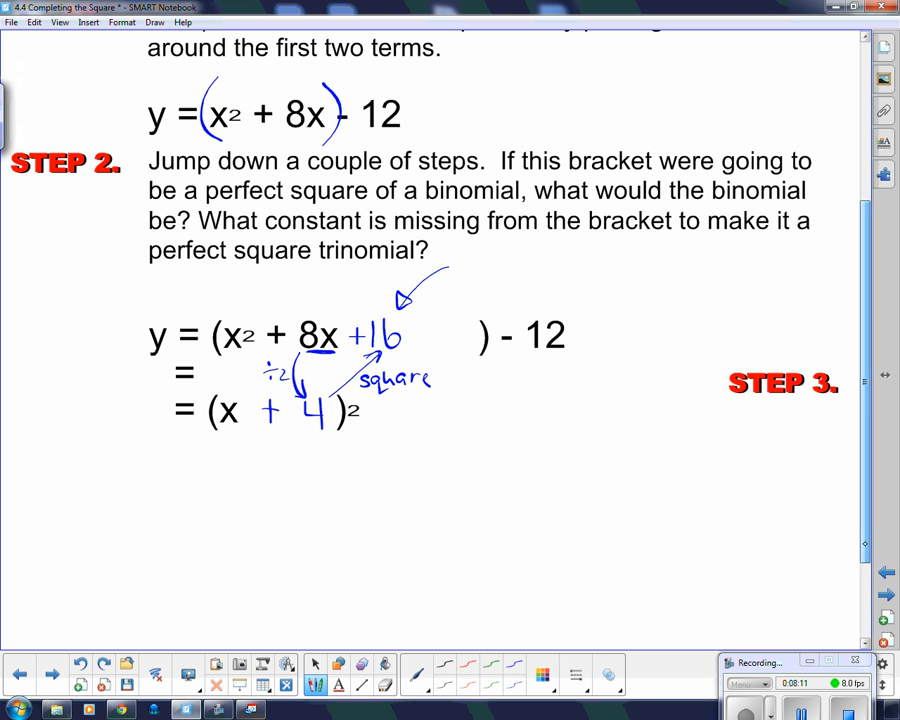 4.4 Completing the Square * - SMART Notebook
File Edit View Insert Format Draw Help
around the first two terms.
y = (x2 + 8x) - 12
STEP 2. Jump down a couple of steps. If this bracket were going to
be a perfect square of a binomial, what would the binomial
be? What constant is missing from the bracket to make it a
perfect square trinomial?
y = (x2 + 8x +16 ) - 12
= ÷2 square
STEP 3.
= (x + 4 )2
Recording...
Menu 0:08:11 8.0 fps